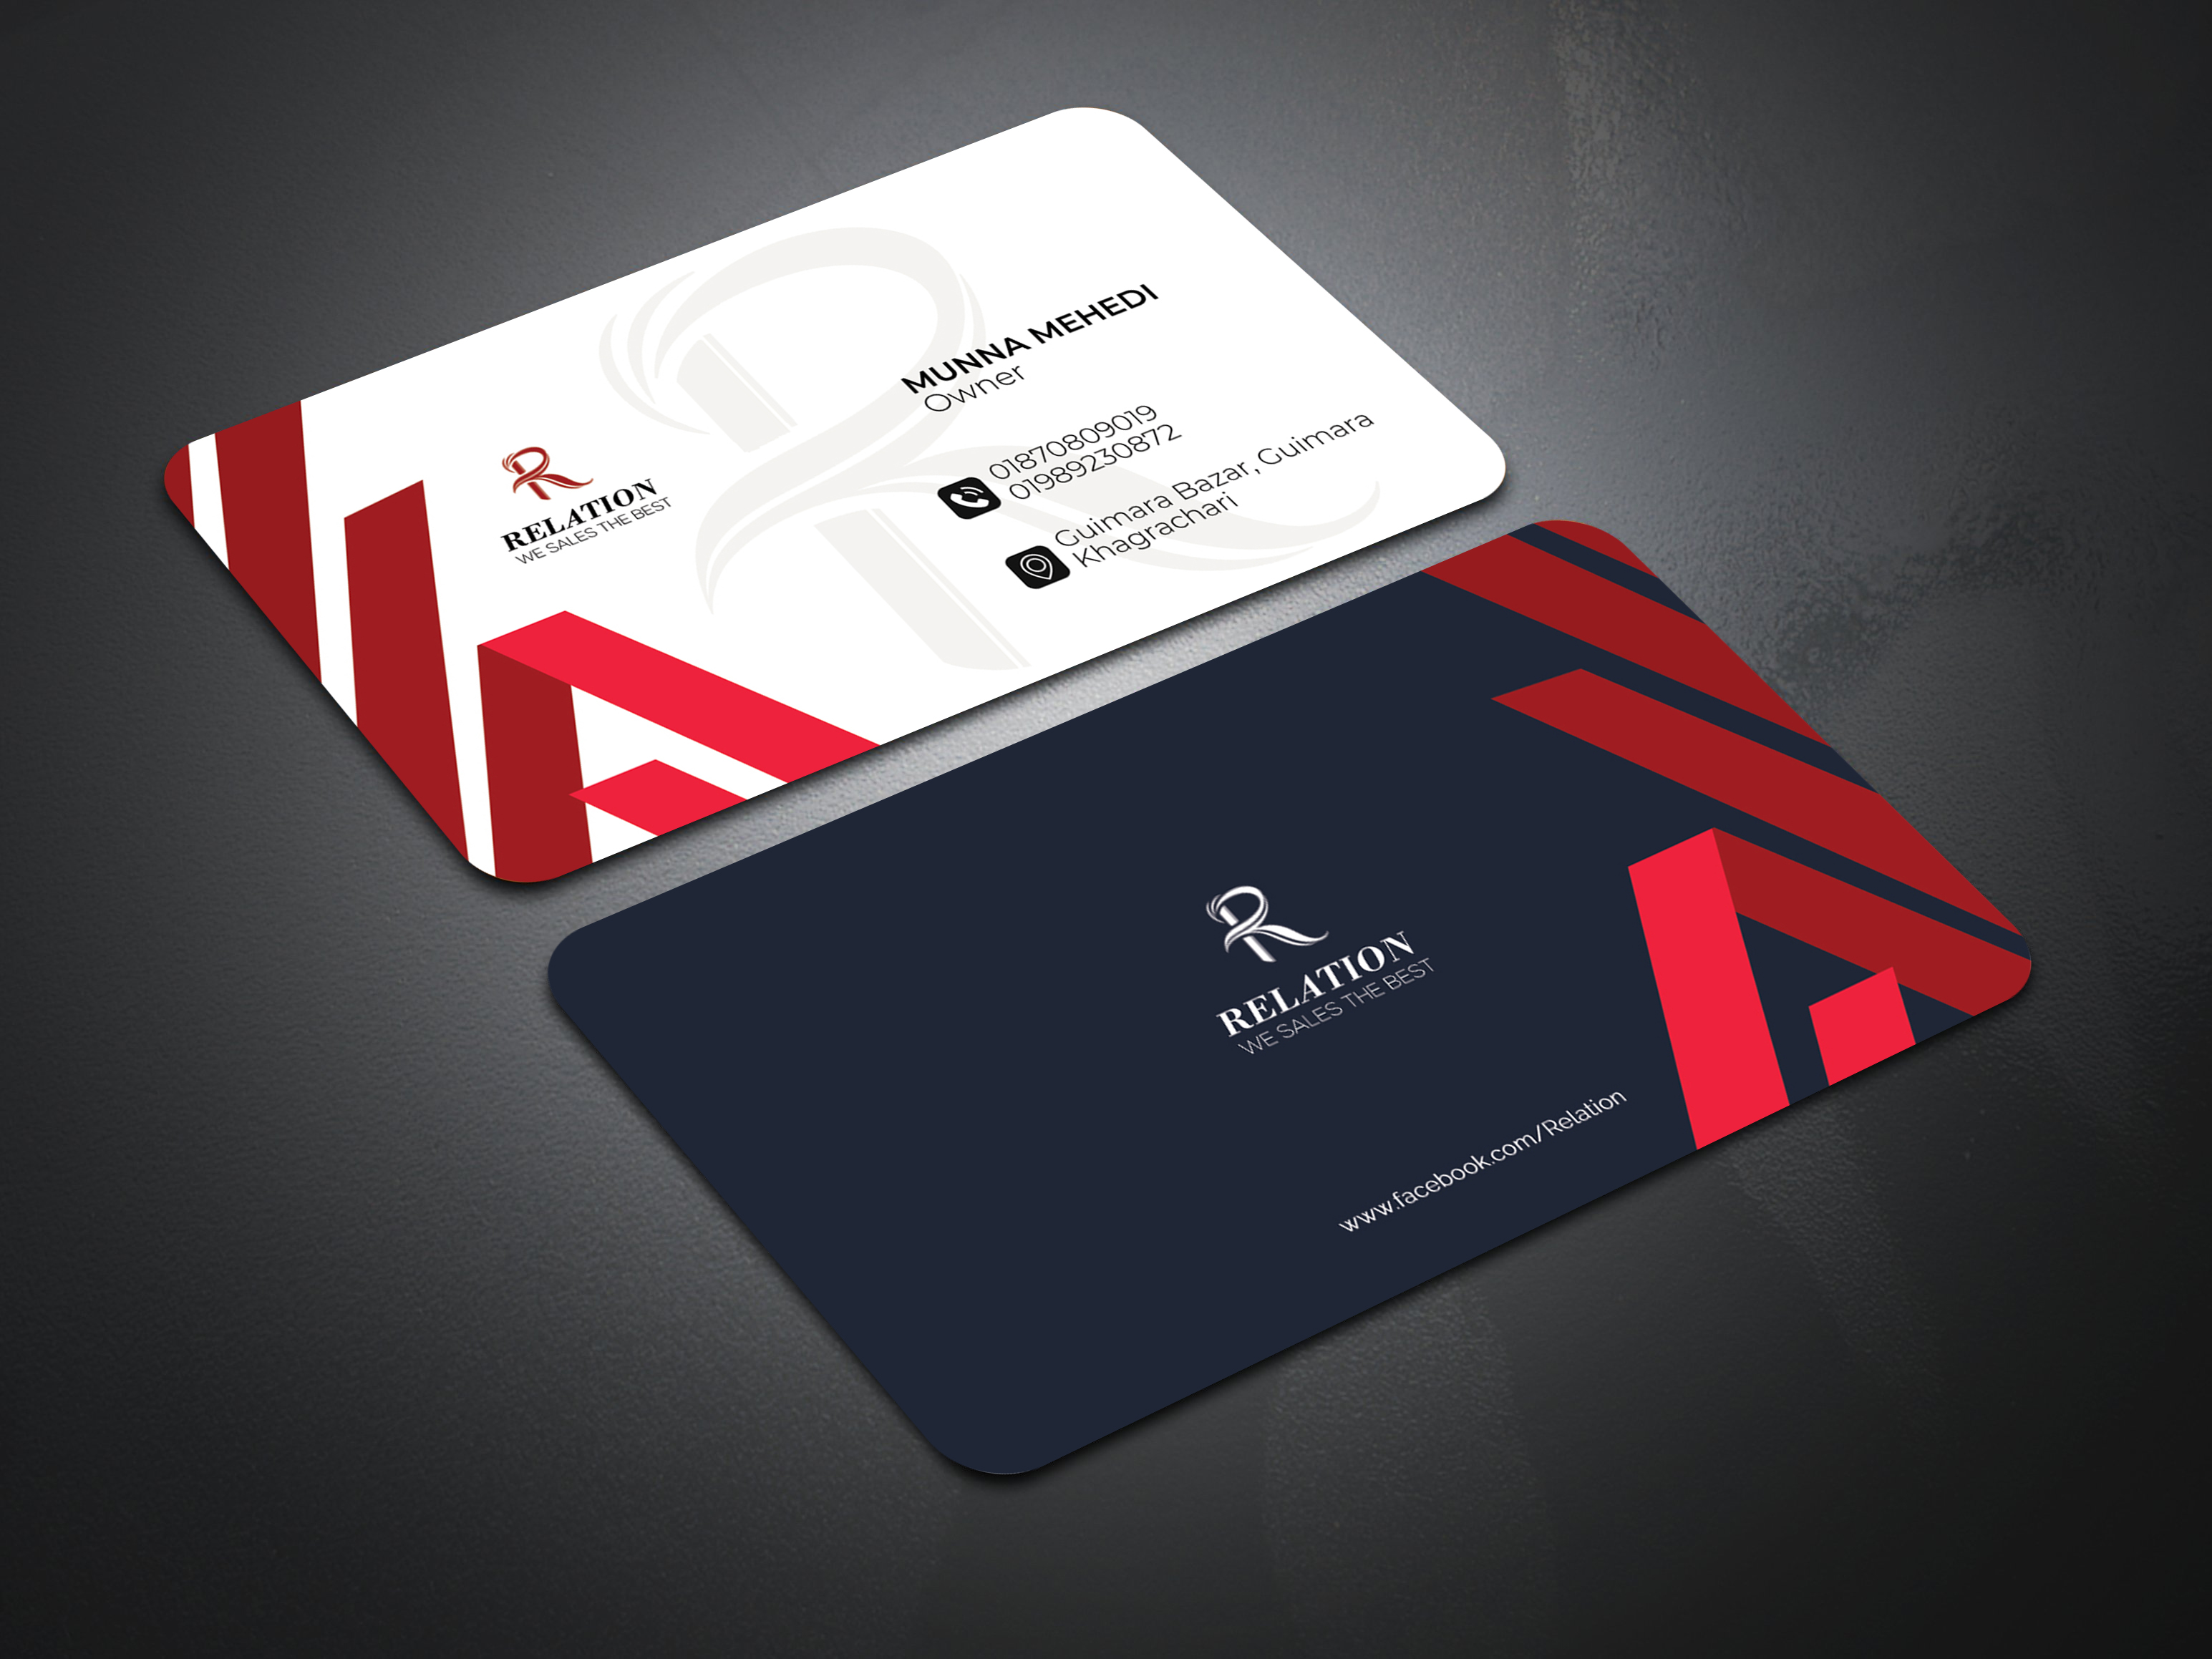 RELATION
WE SALES THE BEST
MUNNA MEHEDI
Owner
01870809019
01989230872
Guimara Bazar, Guimara
Khagrachari
RELATION
WE SALES THE BEST
www.facebook.com/Relation